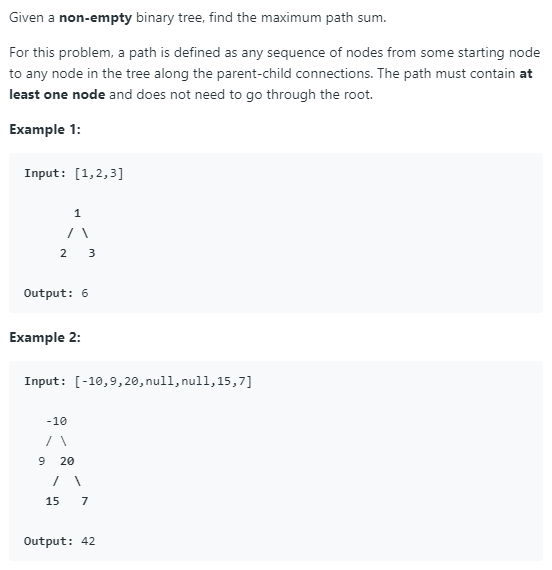 Given a non-empty binary tree, find the maximum path sum.
For this problem, a path is defined as any sequence of nodes from some starting node
to any node in the tree along the parent-child connections. The path must contain at
least one node and does not need to go through the root.
Example 1:
Input: [1,2,3]
1
/ \
2 3
Output: 6
Example 2:
Input: [-10,9,20,null,null,15,7]
-10
/ \
9 20
/ \
15 7
Output: 42